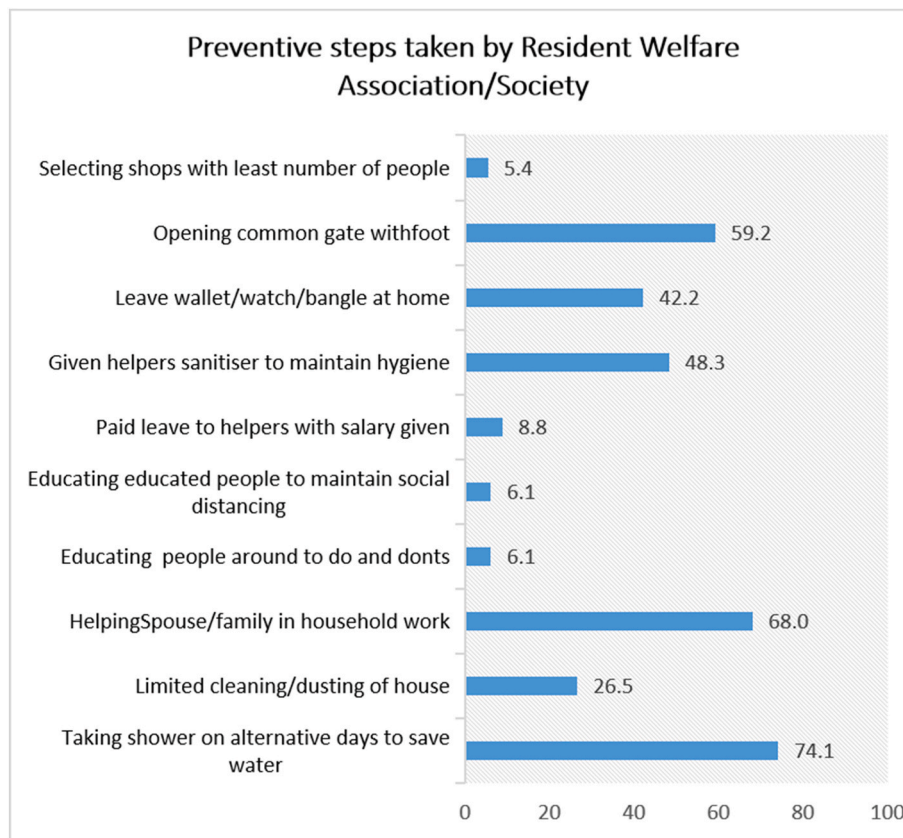 Preventive steps taken by Resident Welfare
Association/Society
Selecting shops with least number of people
5.4
Opening common gate withfoot
59.2
Leave wallet/watch/bangle at home
42.2
Given helpers sanitiser to maintain hygiene
48.3
Paid leave to helpers with salary given
8.8
Educating educated people to maintain social
distancing
6.1
Educating  people around to do and donts
6.1
HelpingSpouse/family in household work
68.0
Limited cleaning/dusting of house
26.5
Taking shower on alternative days to save
water
74.1
0 20 40 60 80 100